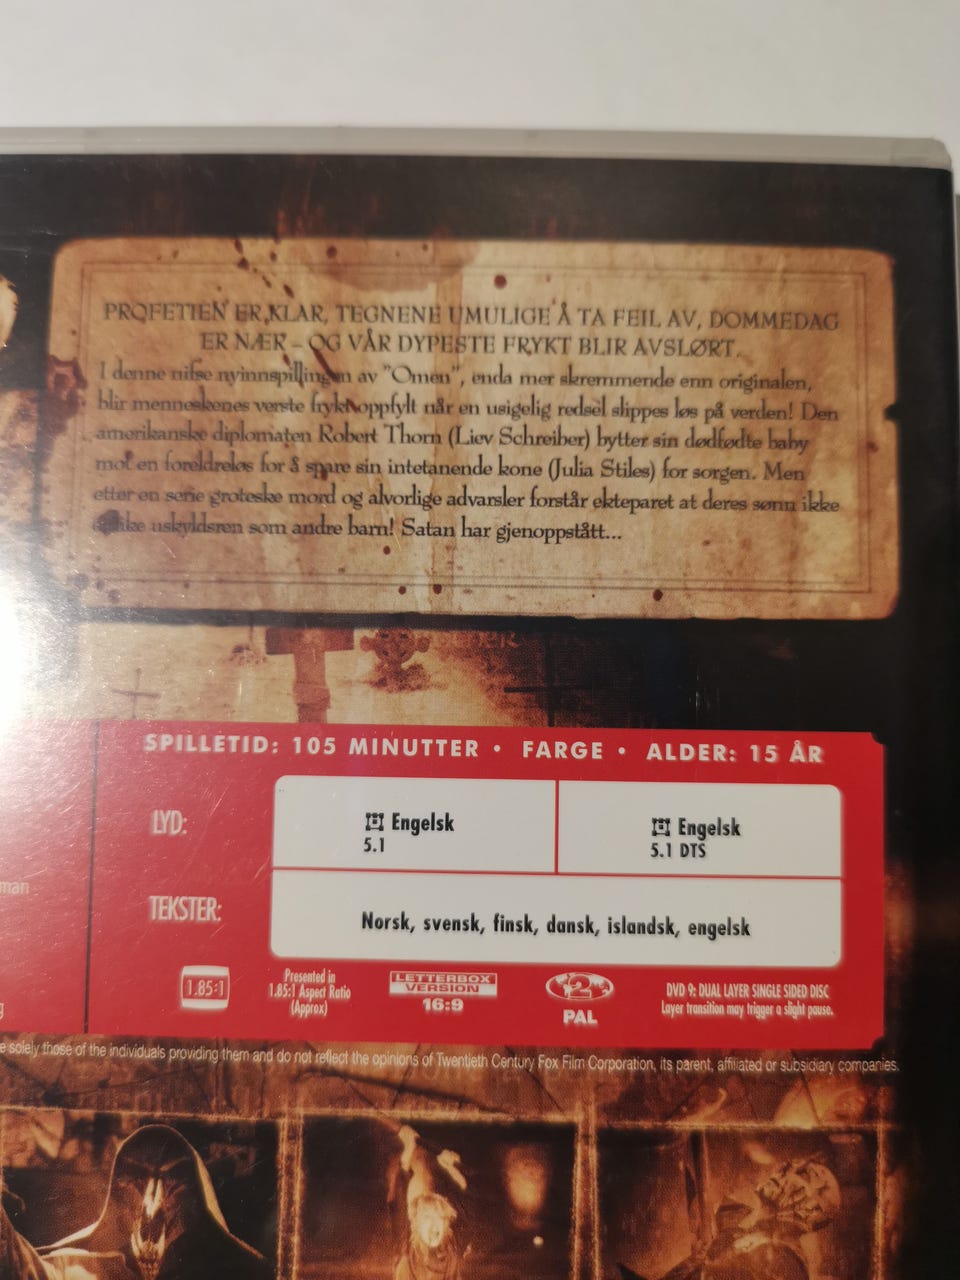 PROFETIEN ER KLAR, TEGNENE UMULIGE Å TA FEIL AV, DOMMEDAG
ER NÆR – OG VÅR DYPESTE FRYKT BLIR AVSLØRT.
I denne nifse nyinnspillingen av "Omen", enda mer skremmende enn originalen,
blir menneskenes verste frykt oppfylt når en usigelig redsel slippes løs på verden! Den
amerikanske diplomaten Robert Thorn (Liev Schreiber) bytter sin dødfødte baby
mot en foreldreløs for å spare sin intetanende kone (Julia Stiles) for sorgen. Men
etter en serie groteske mord og alvorlige advarsler forstår ekteparet at deres sønn ikke
uskyldsren som andre barn! Satan har gjenoppstått...
SPILLETID: 105 MINUTTER • FARGE • ALDER: 15 ÅR
LYD:
Engelsk
5.1
Engelsk
5.1 DTS
man
TEKSTER:
Norsk, svensk, finsk, dansk, islandsk, engelsk
1.85:1
Presented in
1.85:1 Aspect Ratio
(Approx)
LETTERBOX
VERSION
16:9
2
PAL
DVD 9: DUAL LAYER SINGLE SIDED DISC
Layer transition may trigger a slight pause.
g
e solely those of the individuals providing them and do not reflect the opinions of Twentieth Century Fox Film Corporation, its parent, affiliated or subsidiary companies.